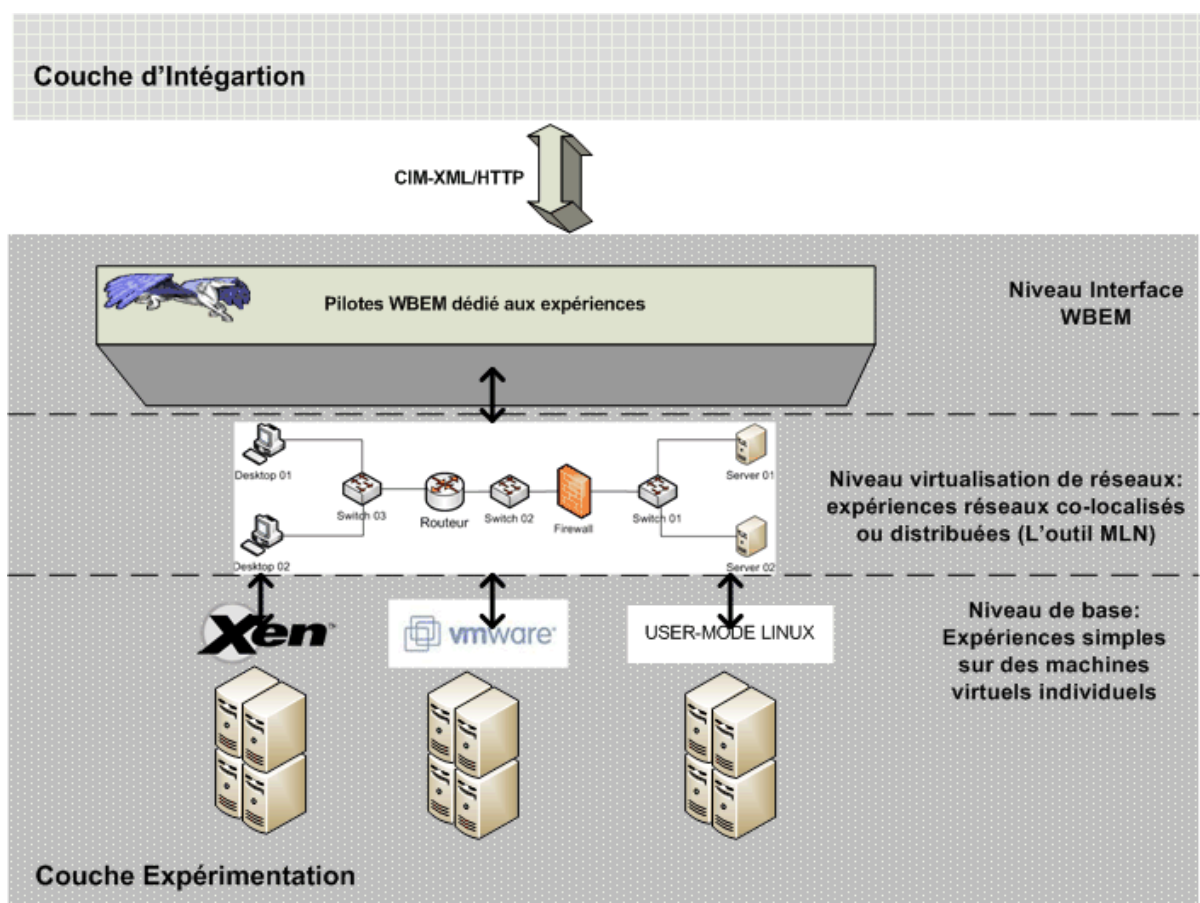 Couche d'Intégartion
CIM-XML/HTTP
Pilotes WBEM dédié aux expériences
Niveau Interface
WBEM
Desktop 01
Server 01
Switch 03
Routeur
Switch 02
Firewall
Switch 01
Desktop 02
Server 02
Niveau virtualisation de réseaux:
expériences réseaux co-localisés
ou distribuées (L'outil MLN)
Xen™
vmware®
USER-MODE LINUX
Niveau de base:
Expériences simples
sur des machines
virtuels individuels
Couche Expérimentation